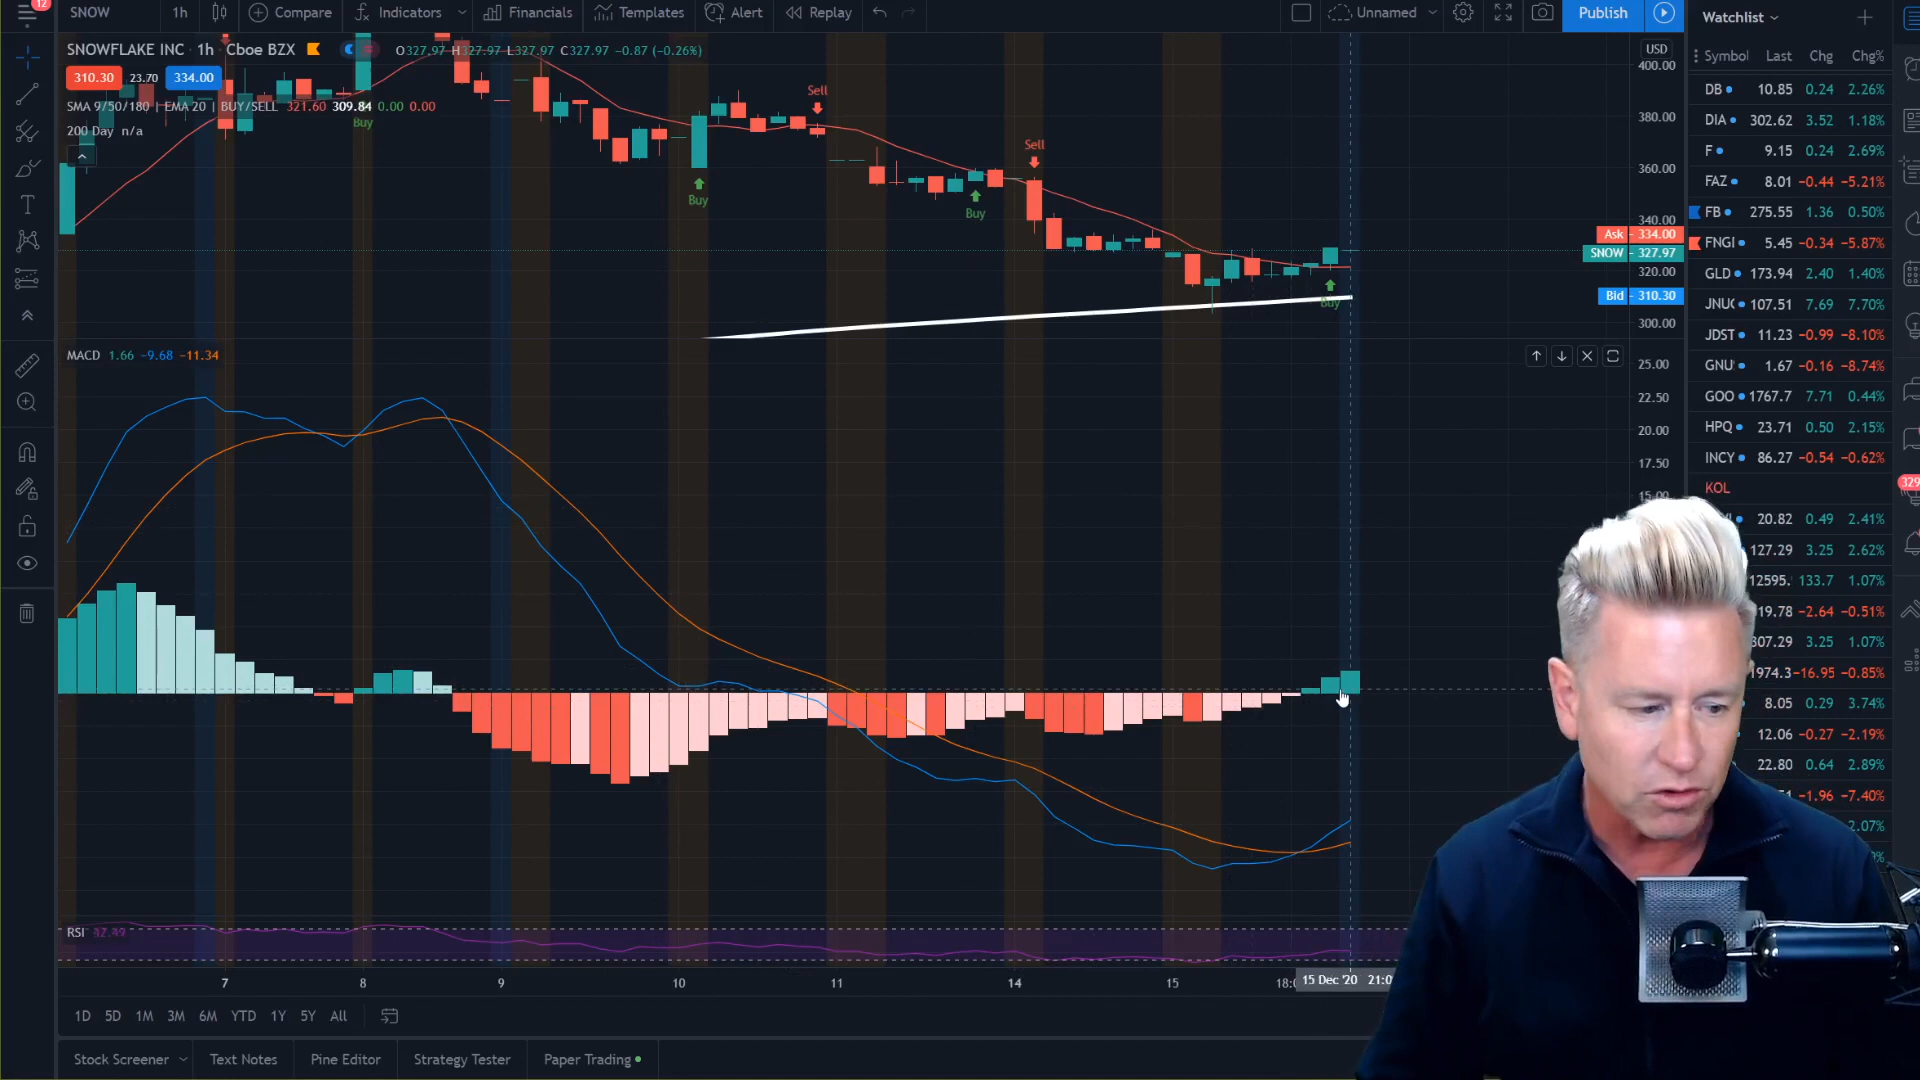 12
SNOW 1h Compare Indicators Financials Templates Alert Replay Unnamed Publish
SNOWFLAKE INC • 1h • Cboe BZX O327.97 H327.97 L327.97 C327.97 −0.87 (−0.26%)
310.30 23.70 334.00
SMA 9/50/180 | EMA 20 | BUY/SELL 321.60 309.84 0.00 0.00
200 Day n/a
Buy
Buy
Sell
Buy
Sell
Buy
USD
400.00
380.00
360.00
340.00
Ask 334.00
SNOW 327.97
320.00
Bid 310.30
300.00
MACD 1.66 −9.68 −11.34
25.00
22.50
20.00
17.50
15.00
RSI 42.49
7 8 9 10 11 14 15 18:0 15 Dec '20 21:0
1D 5D 1M 3M 6M YTD 1Y 5Y All
Stock Screener Text Notes Pine Editor Strategy Tester Paper Trading
Watchlist
Symbol Last Chg Chg%
DB 10.85 0.24 2.26%
DIA 302.62 3.52 1.18%
F 9.15 0.24 2.69%
FAZ 8.01 −0.44 −5.21%
FB 275.55 1.36 0.50%
FNGI 5.45 −0.34 −5.87%
GLD 173.94 2.40 1.40%
JNUG 107.51 7.69 7.70%
JDST 11.23 −0.99 −8.10%
GNU 1.67 −0.16 −8.74%
GOO 1767.7 7.71 0.44%
HPQ 23.71 0.50 2.15%
INCY 86.27 −0.54 −0.62%
KOL
20.82 0.49 2.41%
127.29 3.25 2.62%
12595. 133.7 1.07%
19.78 −2.64 −0.51%
307.29 3.25 1.07%
1974.3 −16.95 −0.85%
8.05 0.29 3.74%
12.06 −0.27 −2.19%
22.80 0.64 2.89%
−1.96 −7.40%
2.07%
329